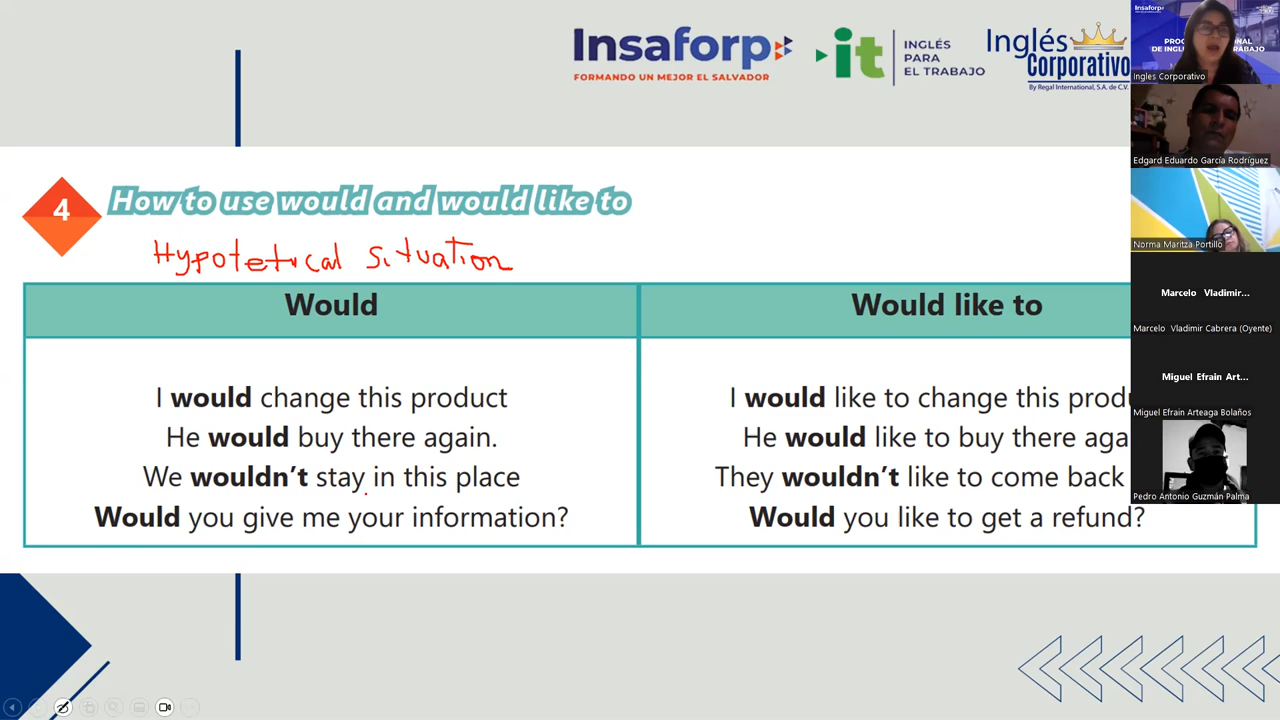 Insaforp
FORMANDO UN MEJOR EL SALVADOR
it
INGLÉS
PARA
EL TRABAJO
Inglés
Corporativo
By Regal International, S.A. de C.V.
4
How to use would and would like to
Hypotetical situation
Would
I would change this product
He would buy there again.
We wouldn't stay in this place
Would you give me your information?
Would like to
I would like to change this produ
He would like to buy there aga
They wouldn't like to come back
Would you like to get a refund?
Insaforp
DE INGL
TRABAJO
Ingles Corporativo
Edgard Eduardo García Rodríguez
Norma Maritza Portillo
Marcelo Vladimir...
Marcelo Vladimir Cabrera (Oyente)
Miguel Efrain Art...
Miguel Efrain Arteaga Bolaños
Pedro Antonio Guzmán Palma